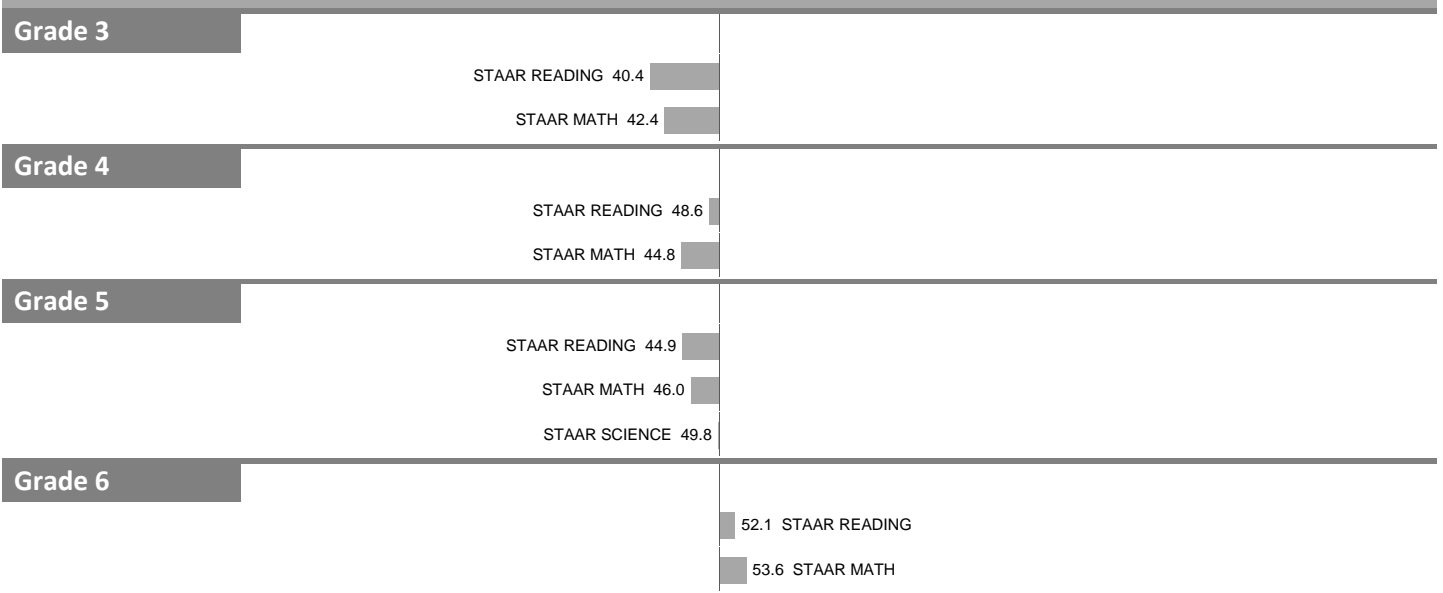 Grade 3
STAAR READING 40.4
STAAR MATH 42.4
Grade 4
STAAR READING 48.6
STAAR MATH 44.8
Grade 5
STAAR READING 44.9
STAAR MATH 46.0
STAAR SCIENCE 49.8
Grade 6
52.1 STAAR READING
53.6 STAAR MATH